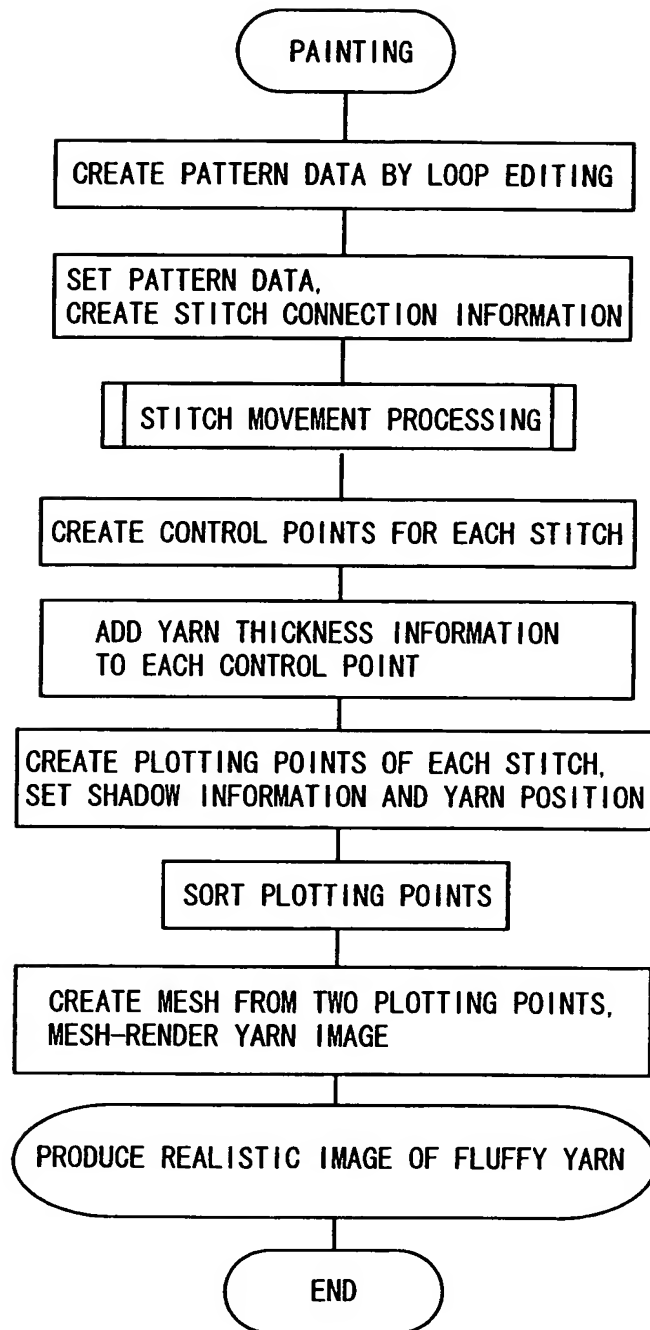 PAINTING
CREATE PATTERN DATA BY LOOP EDITING
SET PATTERN DATA,
CREATE STITCH CONNECTION INFORMATION
STITCH MOVEMENT PROCESSING
CREATE CONTROL POINTS FOR EACH STITCH
ADD YARN THICKNESS INFORMATION
TO EACH CONTROL POINT
CREATE PLOTTING POINTS OF EACH STITCH,
SET SHADOW INFORMATION AND YARN POSITION
SORT PLOTTING POINTS
CREATE MESH FROM TWO PLOTTING POINTS,
MESH-RENDER YARN IMAGE
PRODUCE REALISTIC IMAGE OF FLUFFY YARN
END